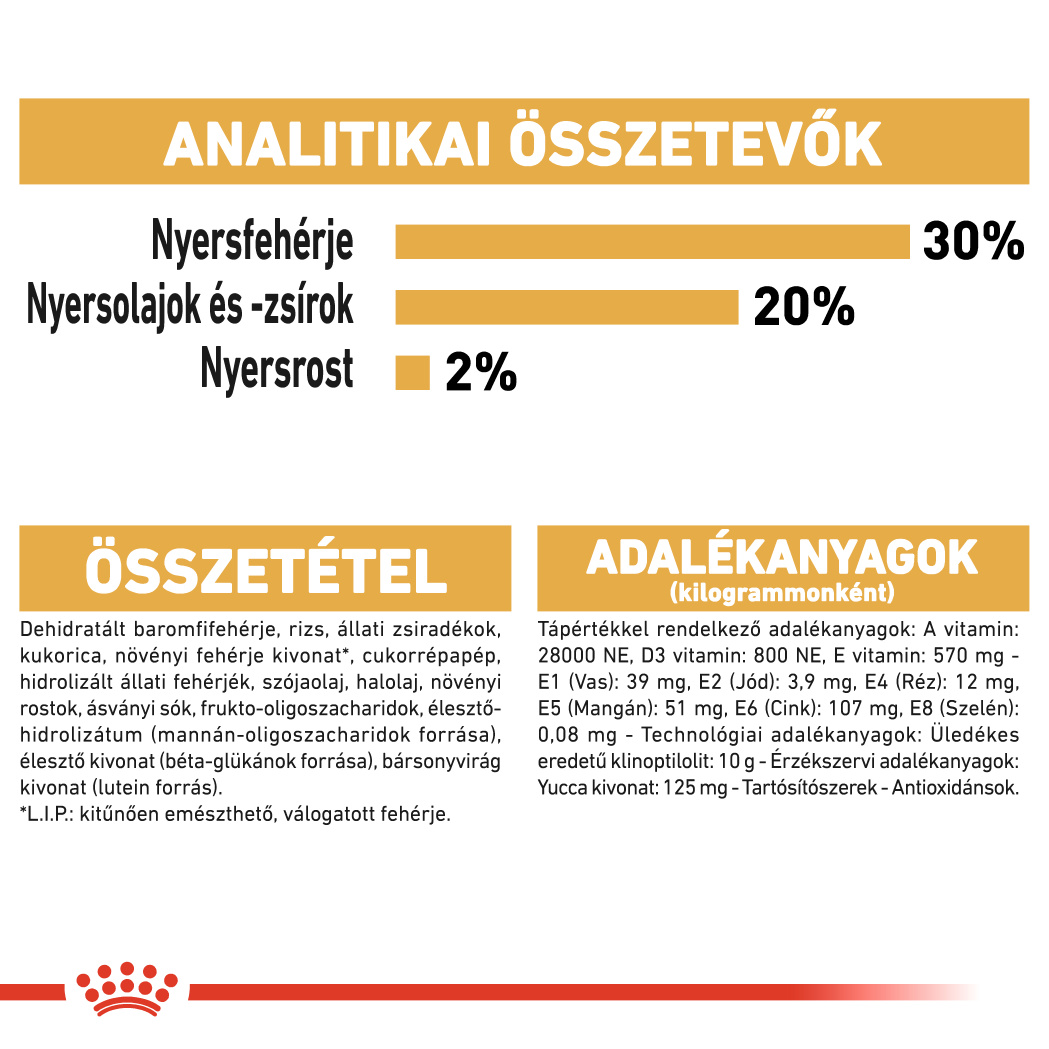 ANALITIKAI ÖSSZETEVŐK
Nyersfehérje 30%
Nyersolajok és -zsírok 20%
Nyersrost 2%
ÖSSZETÉTEL
Dehidratált baromfifehérje, rizs, állati zsiradékok,
kukorica, növényi fehérje kivonat*, cukorrépapép,
hidrolizált állati fehérjék, szójaolaj, halolaj, növényi
rostok, ásványi sók, frukto-oligoszacharidok, élesztő-
hidrolizátum (mannán-oligoszacharidok forrása),
élesztő kivonat (béta-glükánok forrása), bársonyvirág
kivonat (lutein forrás).
*L.I.P.: kitűnően emészthető, válogatott fehérje.
ADALÉKANYAGOK
(kilogrammonként)
Tápértékkel rendelkező adalékanyagok: A vitamin:
28000 NE, D3 vitamin: 800 NE, E vitamin: 570 mg -
E1 (Vas): 39 mg, E2 (Jód): 3,9 mg, E4 (Réz): 12 mg,
E5 (Mangán): 51 mg, E6 (Cink): 107 mg, E8 (Szelén):
0,08 mg - Technológiai adalékanyagok: Üledékes
eredetű klinoptilolit: 10 g - Érzékszervi adalékanyagok:
Yucca kivonat: 125 mg - Tartósítószerek - Antioxidánsok.